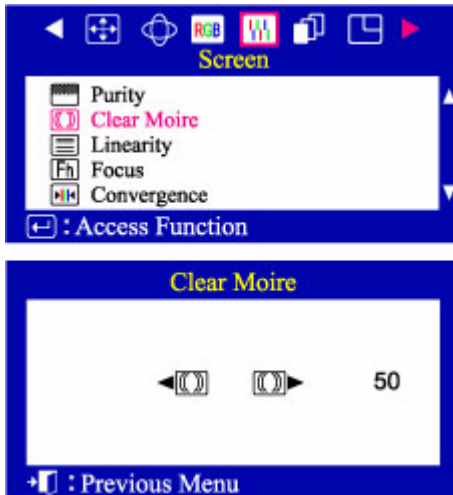 RGB
Screen
Purity
Clear Moire
Linearity
Fh Focus
Convergence
: Access Function
Clear Moire
50
: Previous Menu